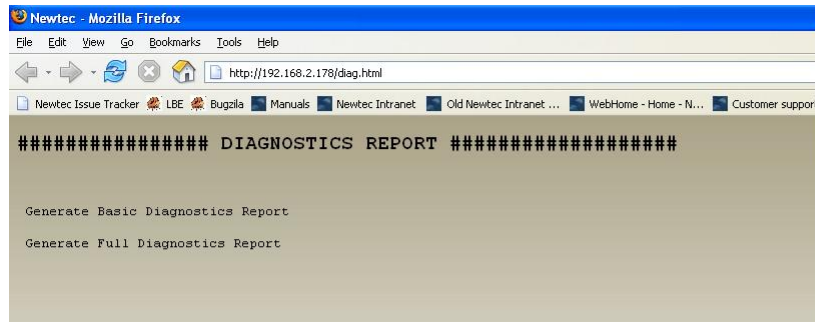 Newtec - Mozilla Firefox
File Edit View Go Bookmarks Tools Help
http://192.168.2.178/diag.html
Newtec Issue Tracker LBE Bugzila Manuals Newtec Intranet Old Newtec Intranet ... WebHome - Home - N... Customer suppor
################ DIAGNOSTICS REPORT ###################
Generate Basic Diagnostics Report
Generate Full Diagnostics Report